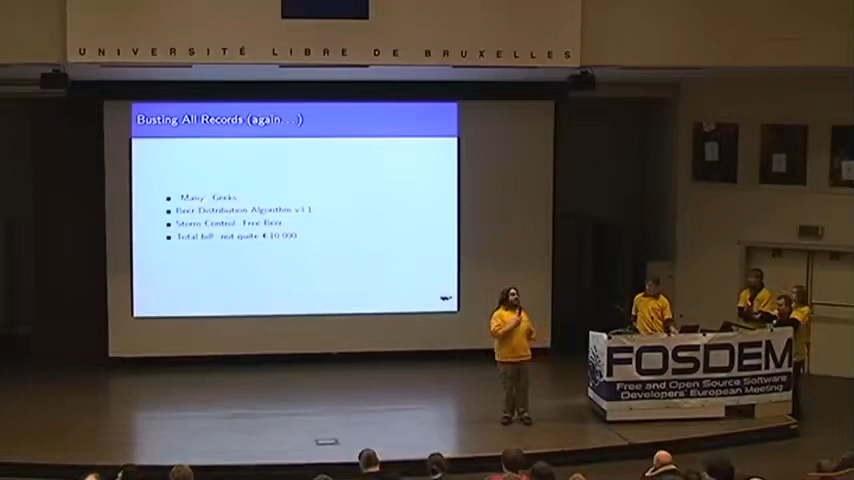 UNIVERSITÉ LIBRE DE BRUXELLES
Busting All Records (again...)
"Many" Geeks
Beer Distribution Algorithm v3.1
Storm Control: Free Beer
Total bill: not quite €10 000
FOSDEM
Free and Open Source Software
Developers' European Meeting